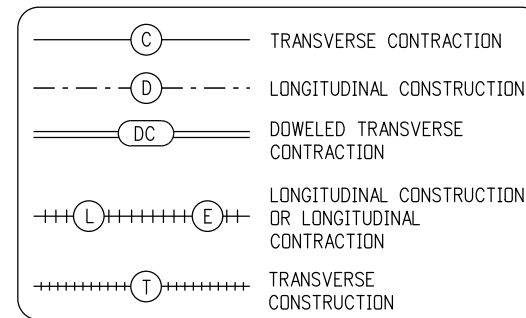 C TRANSVERSE CONTRACTION
D LONGITUDINAL CONSTRUCTION
DC DOWELED TRANSVERSE
CONTRACTION
LONGITUDINAL CONSTRUCTION
L E OR LONGITUDINAL
CONTRACTION
T TRANSVERSE
CONSTRUCTION